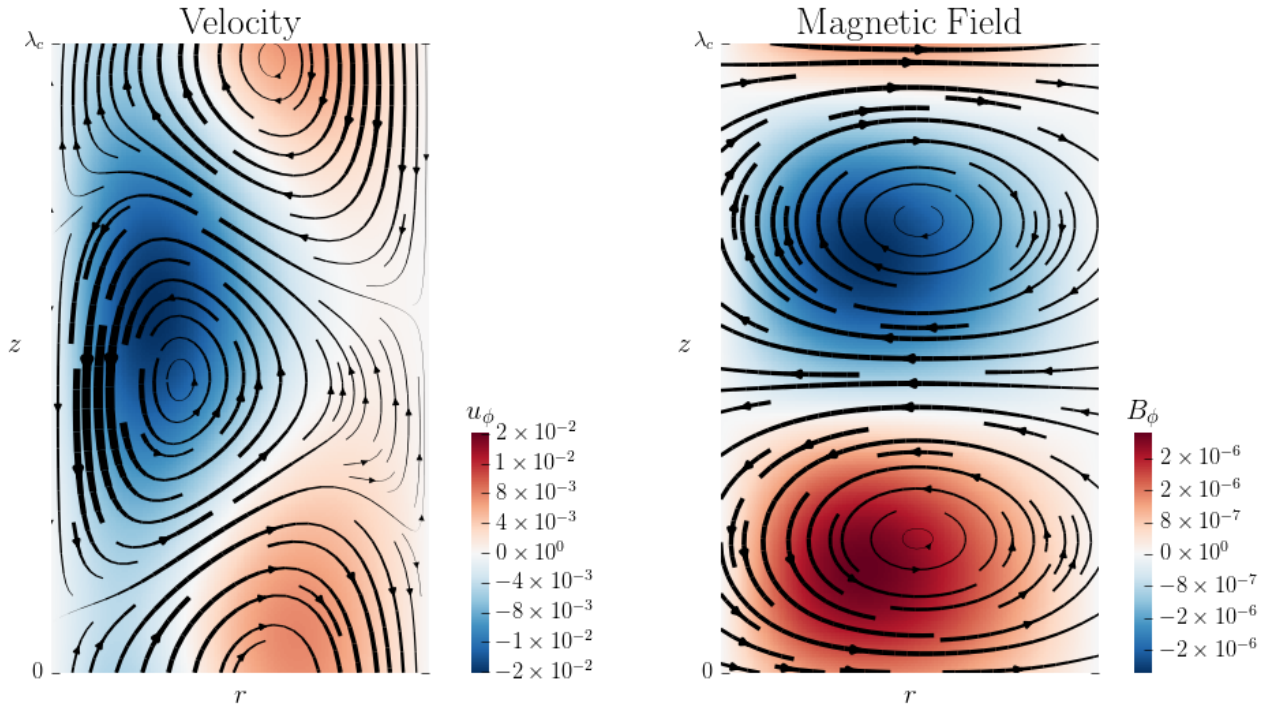 Velocity
λc
z
0
r
uϕ
2 × 10⁻²
1 × 10⁻²
8 × 10⁻³
4 × 10⁻³
0 × 10⁰
−4 × 10⁻³
−8 × 10⁻³
−1 × 10⁻²
−2 × 10⁻²
Magnetic Field
λc
z
0
r
Bϕ
2 × 10⁻⁶
2 × 10⁻⁶
8 × 10⁻⁷
0 × 10⁰
−8 × 10⁻⁷
−2 × 10⁻⁶
−2 × 10⁻⁶